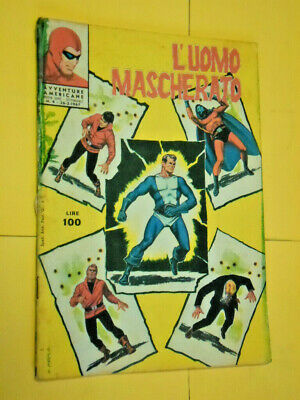 L'UOMO
MASCHERATO
AVVENTURE
AMERICANE
LIRE
100